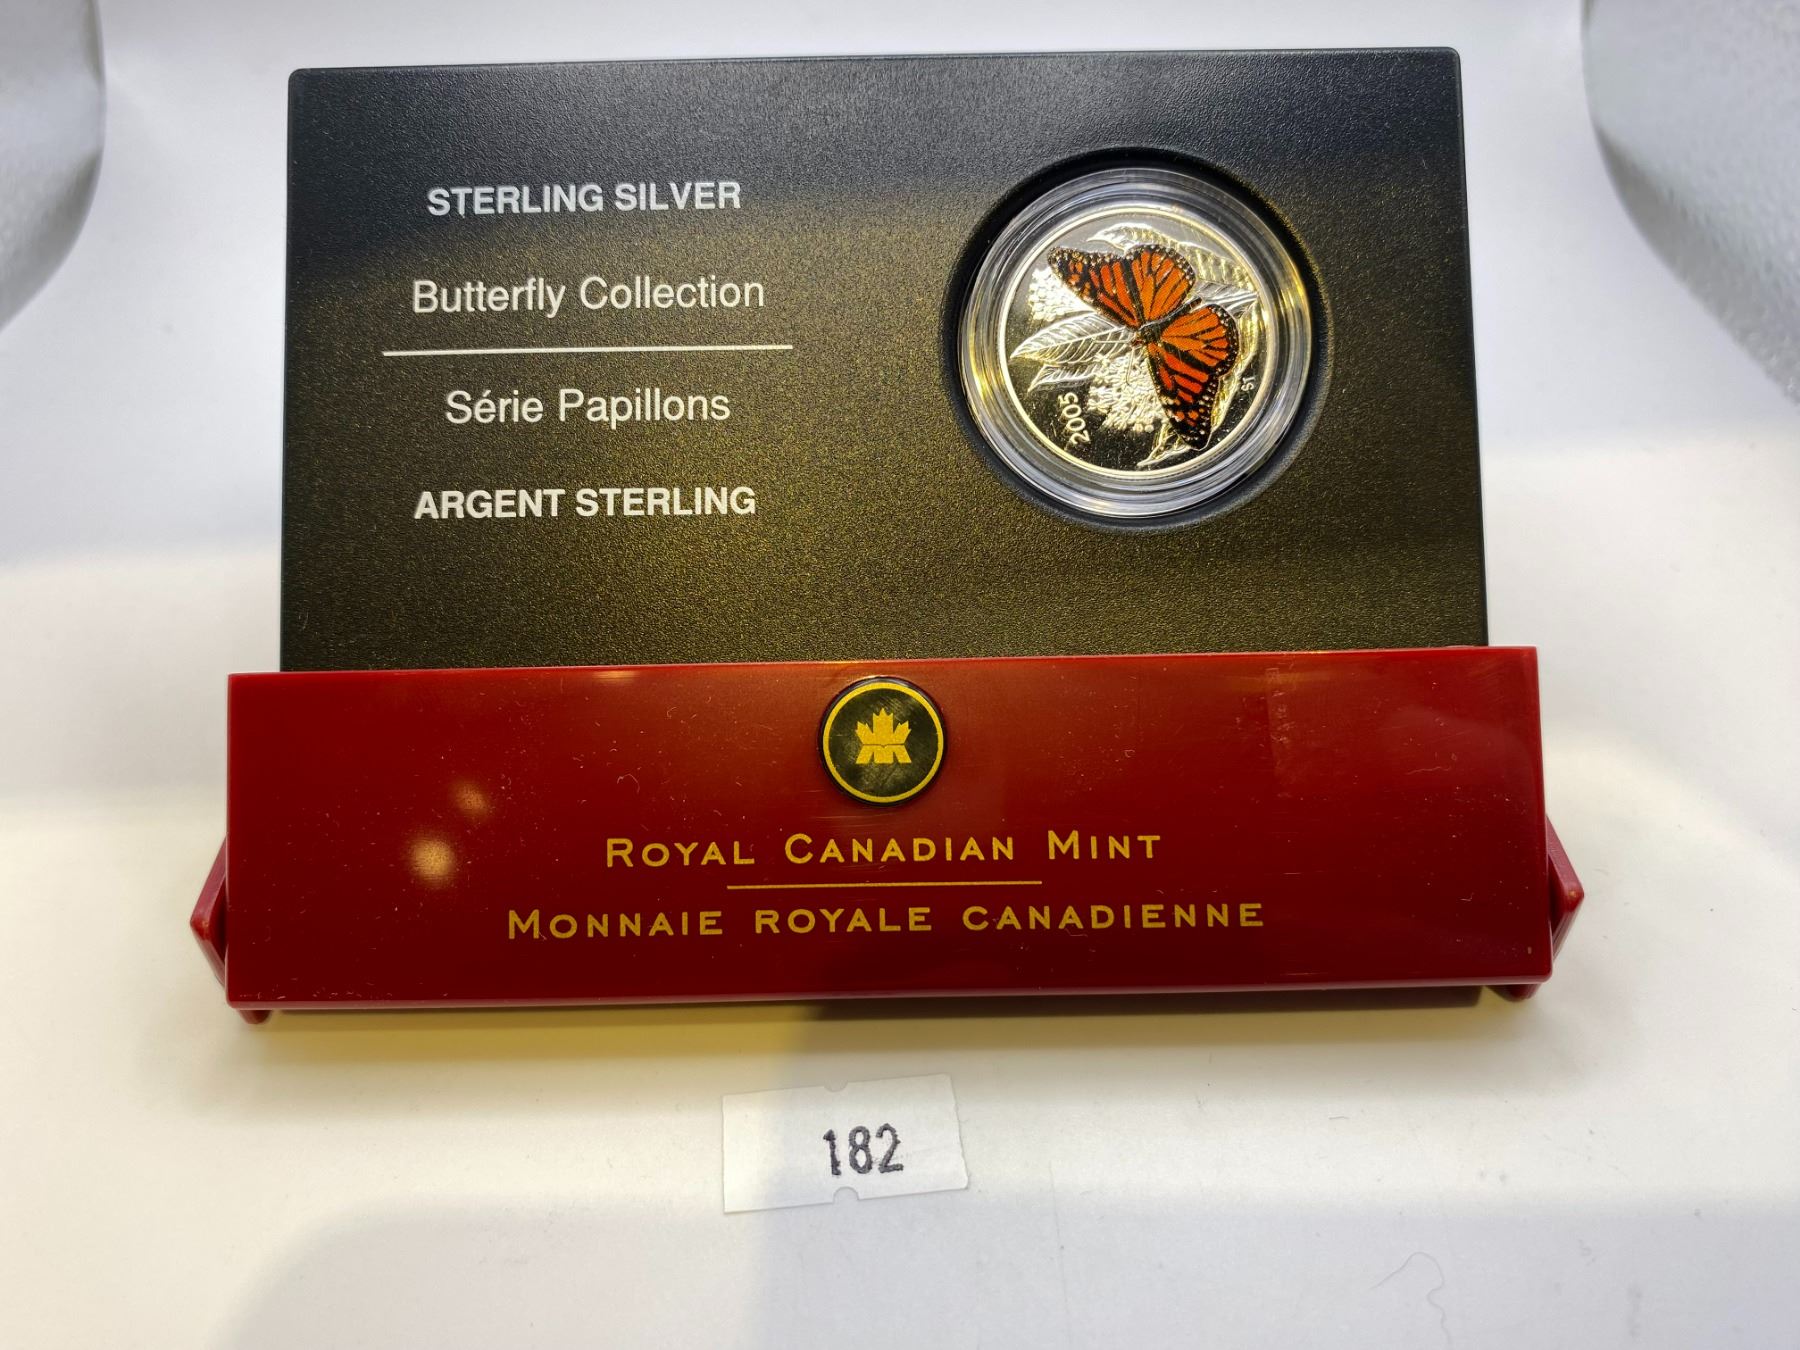 STERLING SILVER
Butterfly Collection
Série Papillons
ARGENT STERLING
2005
ROYAL CANADIAN MINT
MONNAIE ROYALE CANADIENNE
182